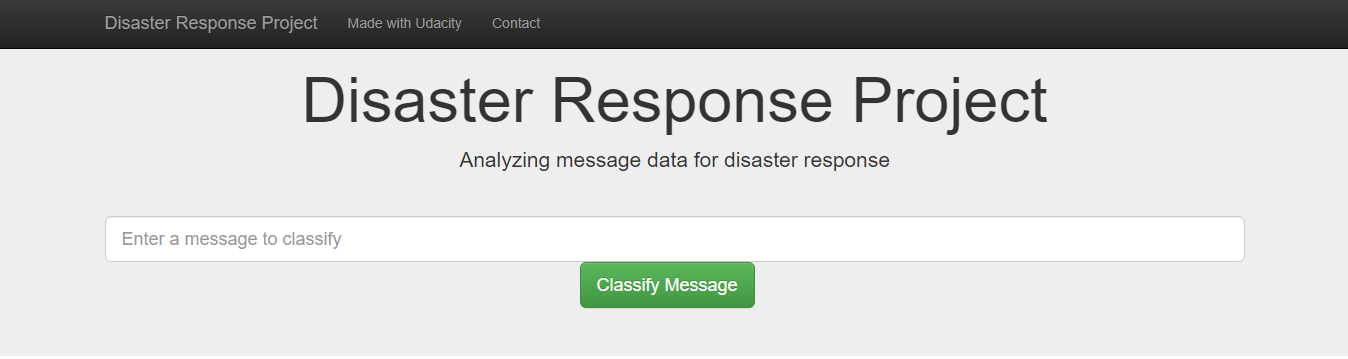 Disaster Response Project Made with Udacity Contact
Disaster Response Project
Analyzing message data for disaster response
Enter a message to classify
Classify Message